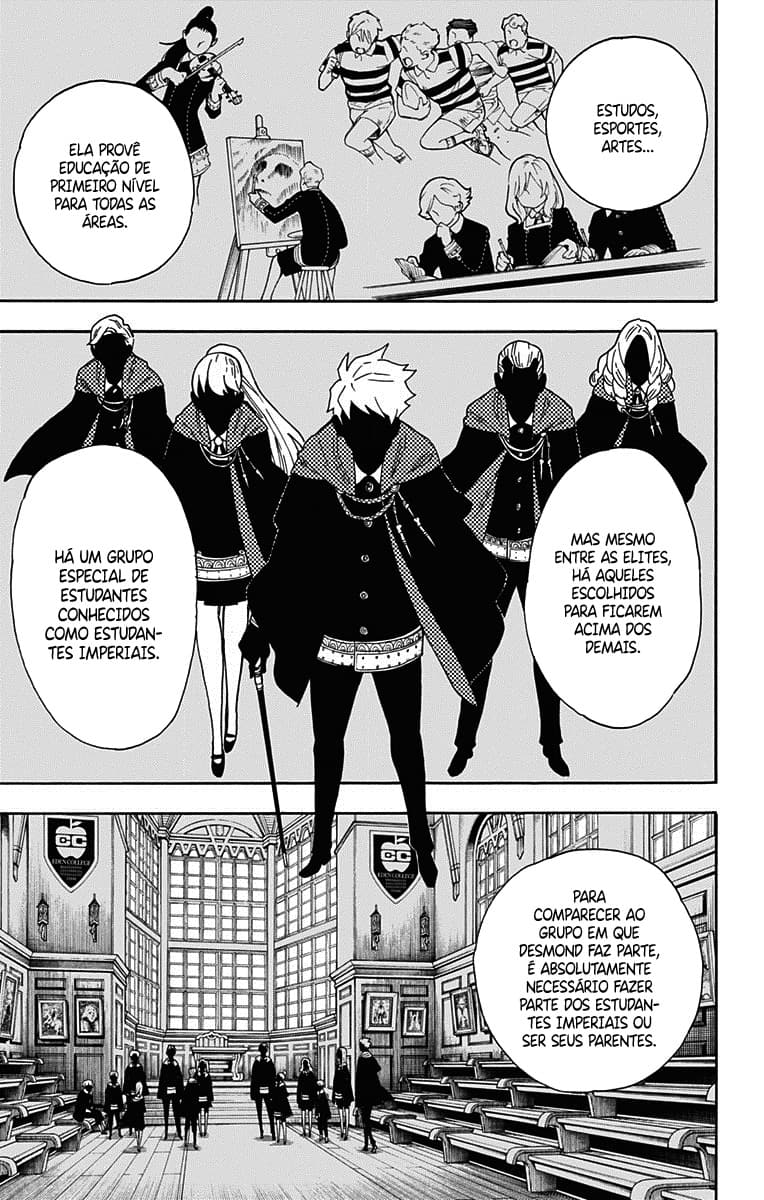 ESTUDOS,
ESPORTES,
ARTES...
ELA PROVÊ
EDUCAÇÃO DE
PRIMEIRO NÍVEL
PARA TODAS AS
ÁREAS.
MAS MESMO
ENTRE AS ELITES,
HÁ AQUELES
ESCOLHIDOS
PARA FICAREM
ACIMA DOS
DEMAIS.
HÁ UM GRUPO
ESPECIAL DE
ESTUDANTES
CONHECIDOS
COMO ESTUDAN-
TES IMPERIAIS.
EDEN COLLEGE
EDEN COLLEGE
PARA
COMPARECER AO
GRUPO EM QUE
DESMOND FAZ PARTE,
É ABSOLUTAMENTE
NECESSÁRIO FAZER
PARTE DOS ESTUDAN-
TES IMPERIAIS OU
SER SEUS PARENTES.